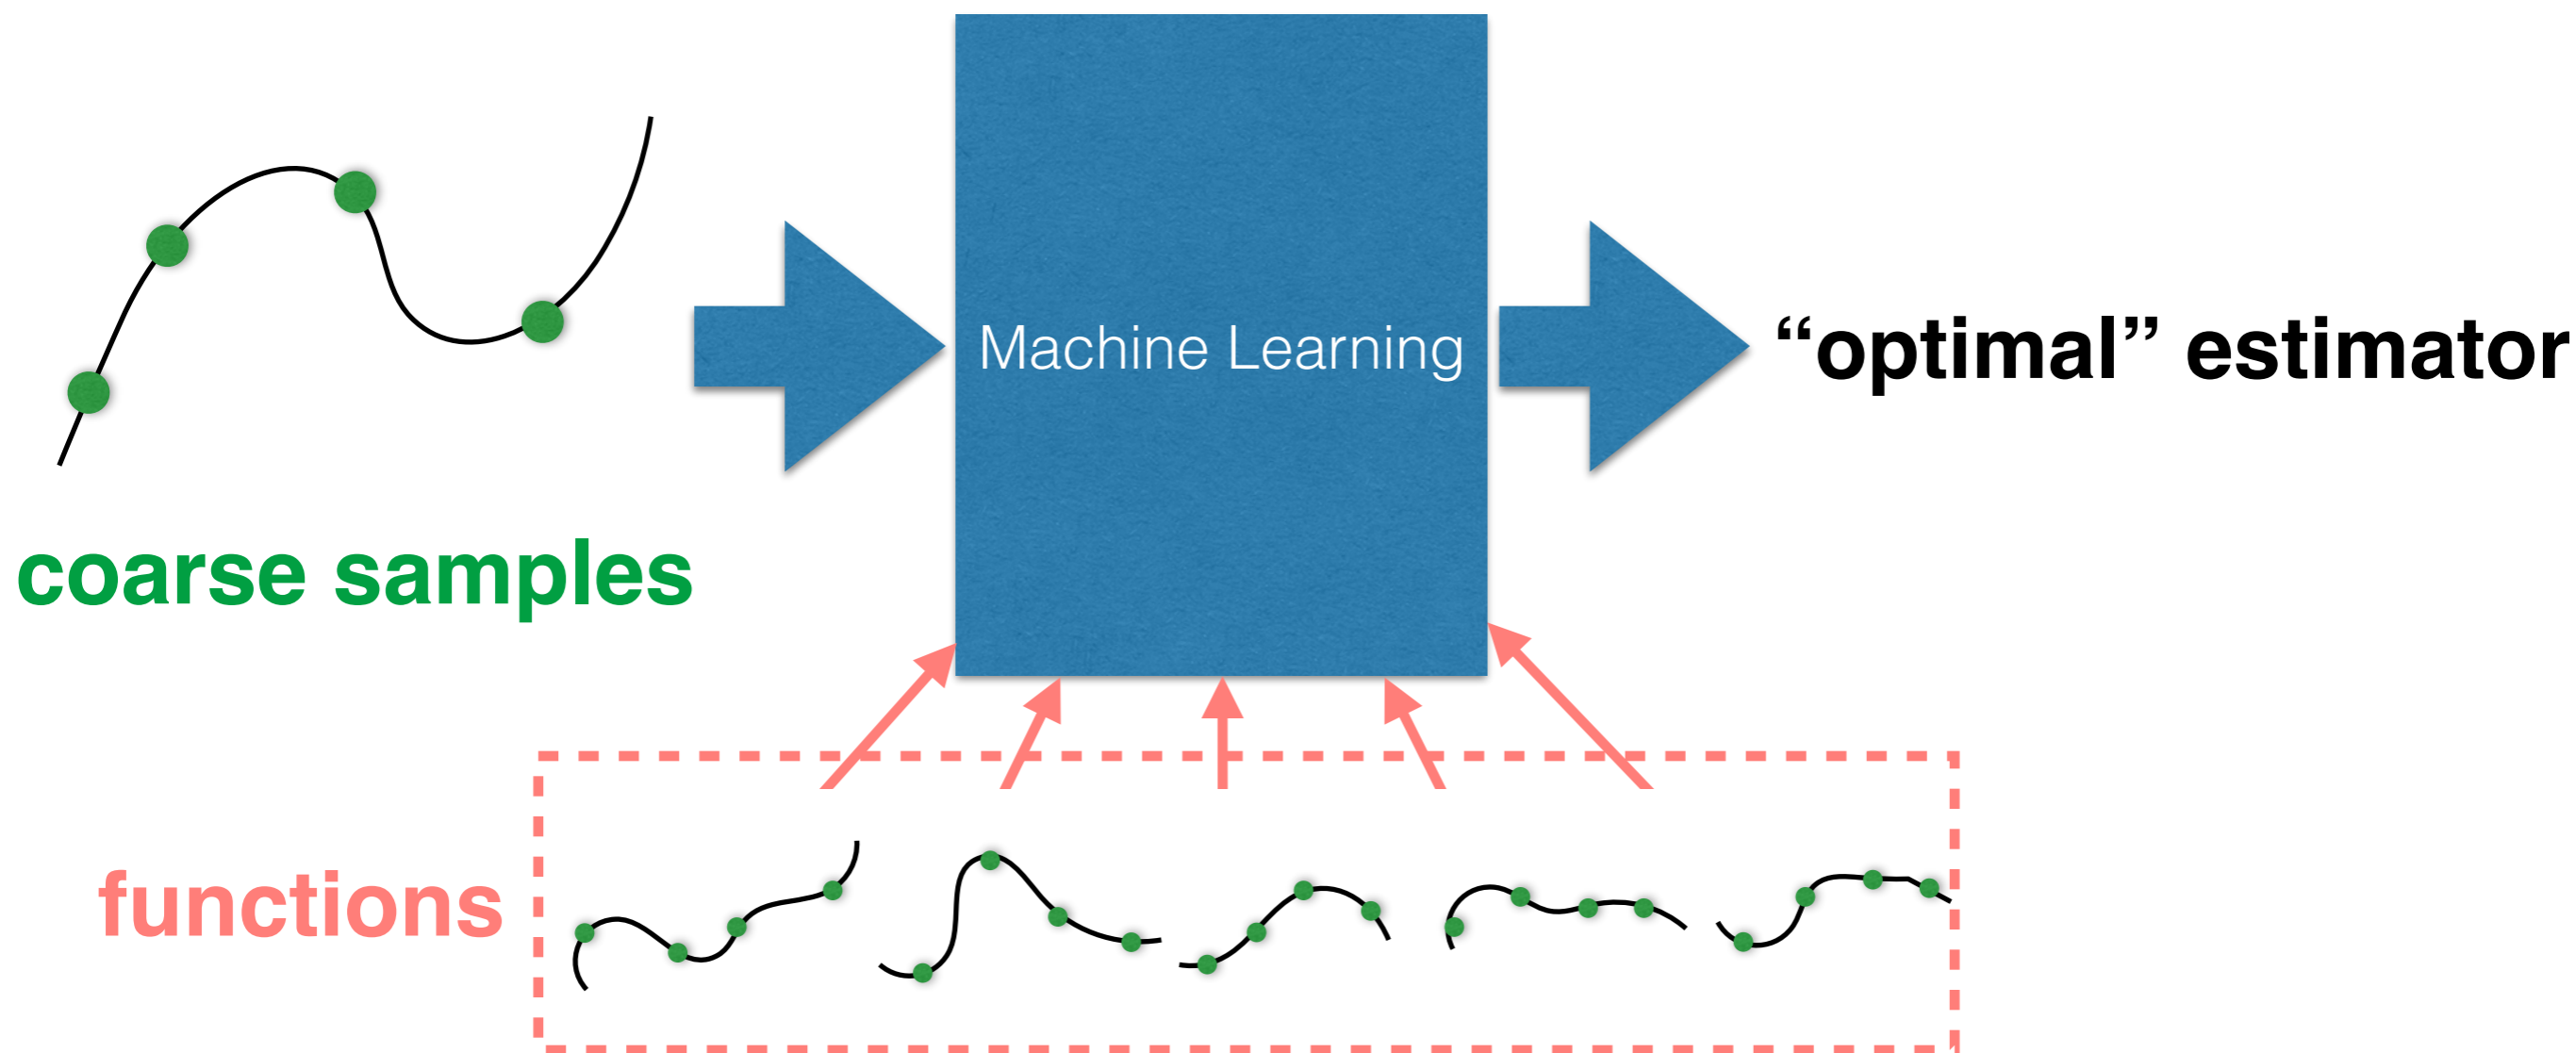 Machine Learning
“optimal” estimator
coarse samples
functions